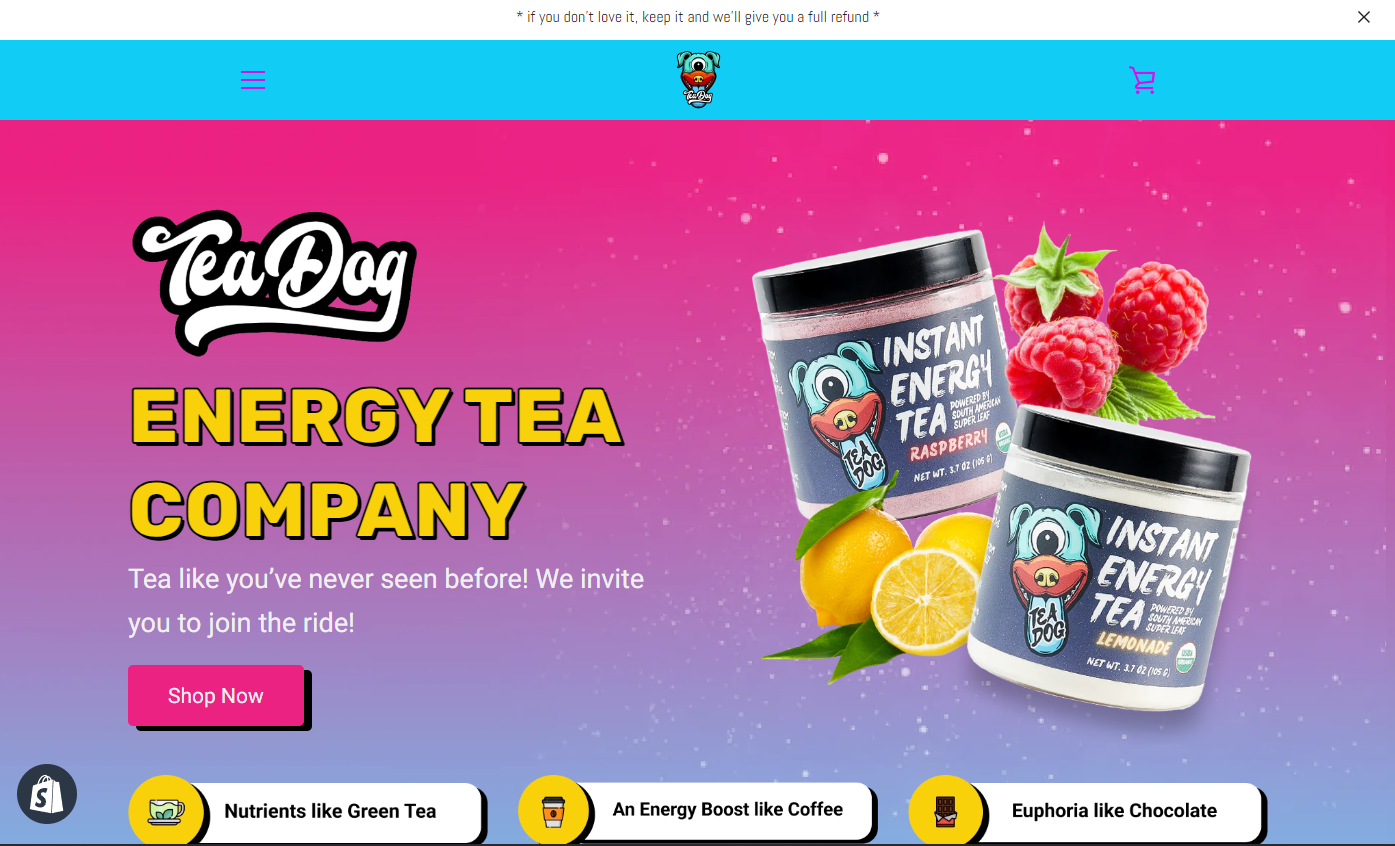 * if you don't love it, keep it and we'll give you a full refund *
Tea Dog
Tea Dog
ENERGY TEA
COMPANY
Tea like you’ve never seen before! We invite
you to join the ride!
Shop Now
INSTANT
ENERGY
TEA
POWERED BY
SOUTH AMERICAN
SUPER LEAF
RASPBERRY
NET WT. 3.7 OZ (105 G)
TEA
DOG
INSTANT
ENERGY
TEA
POWERED BY
SOUTH AMERICAN
SUPER LEAF
LEMONADE
USDA
ORGANIC
NET WT. 3.7 OZ (105 G)
TEA
DOG
Nutrients like Green Tea
An Energy Boost like Coffee
Euphoria like Chocolate